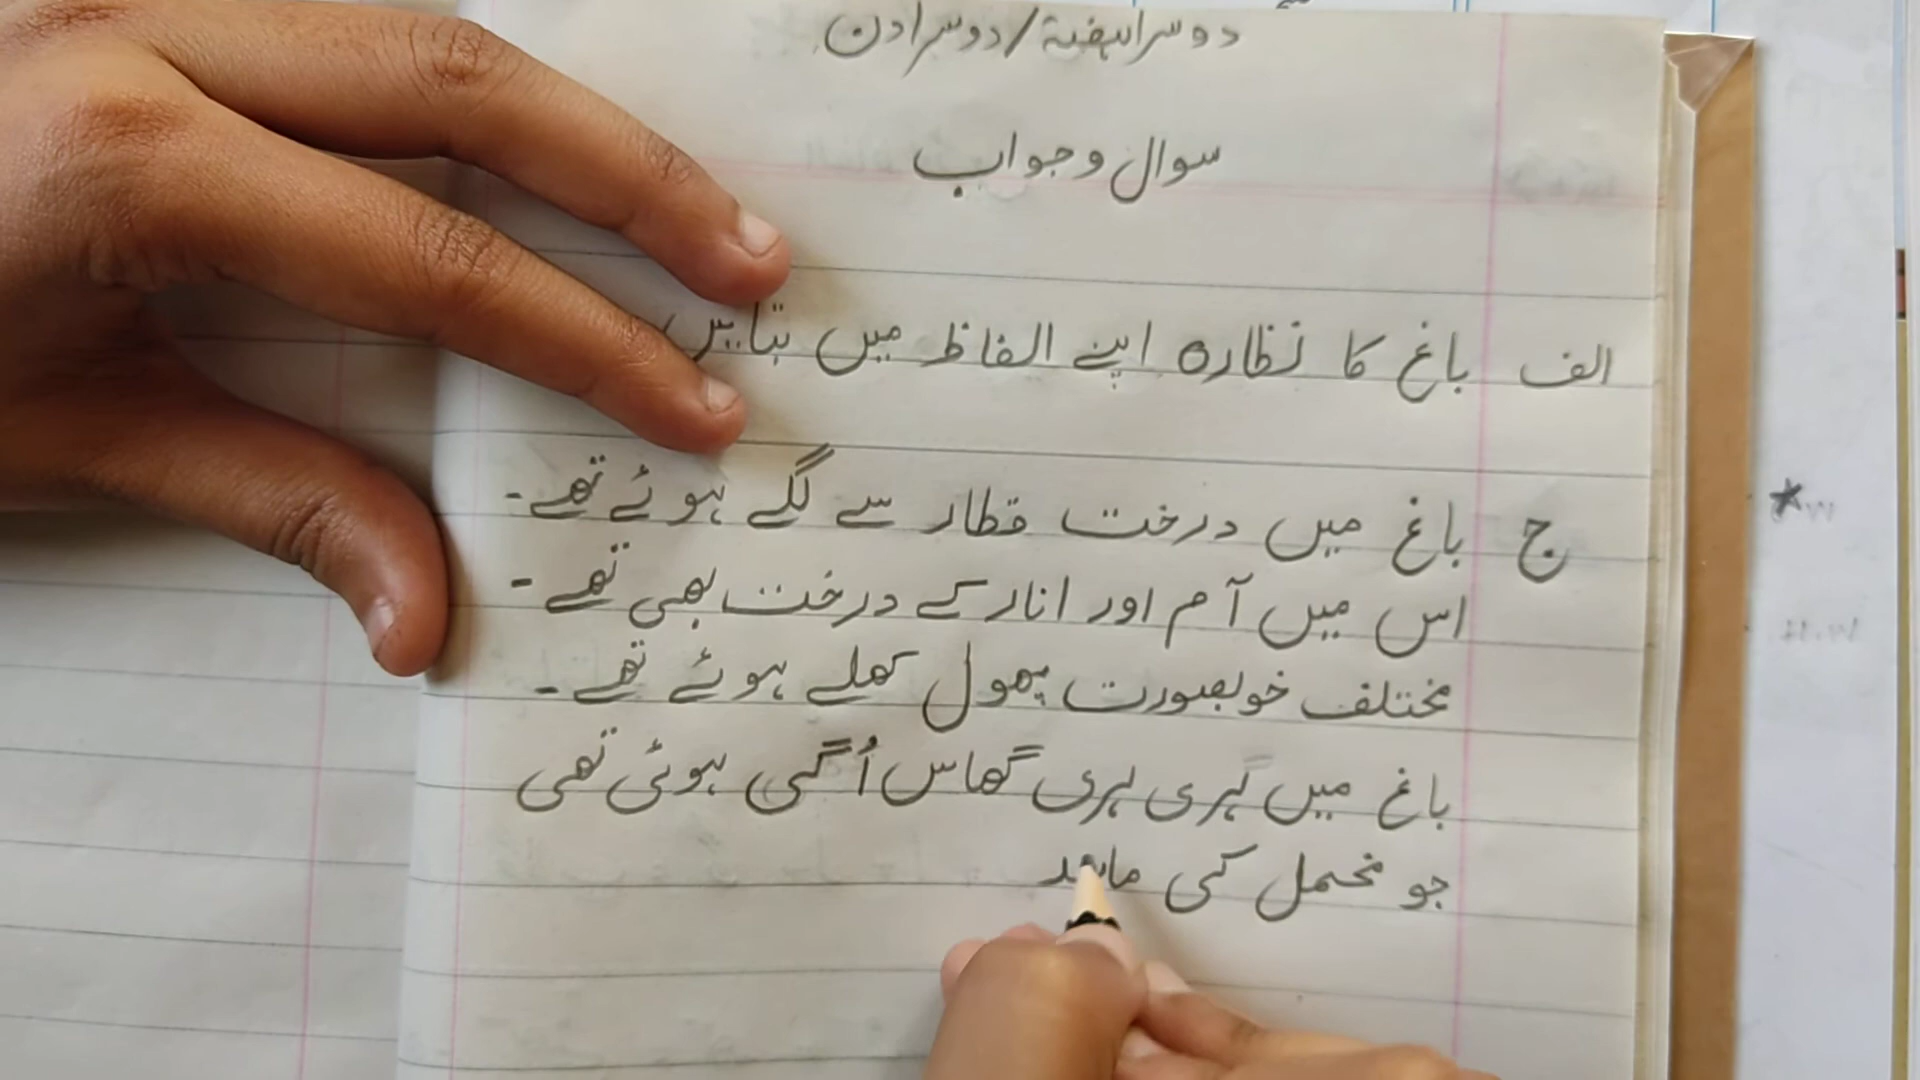 دوسرا ہفتہ/دوسرا دن
سوال و جواب
الف باغ کا نظارہ اپنے الفاظ میں بتایں
ج باغ میں درخت قطار سے لگے ہوئے تھے۔
اس میں آم اور انار کے درخت بھی تھے۔
مختلف خوبصورت پھول کھلے ہوئے تھے۔
باغ میں ہری ہری گھاس اُگی ہوئی تھی
جو مخمل کی مانند